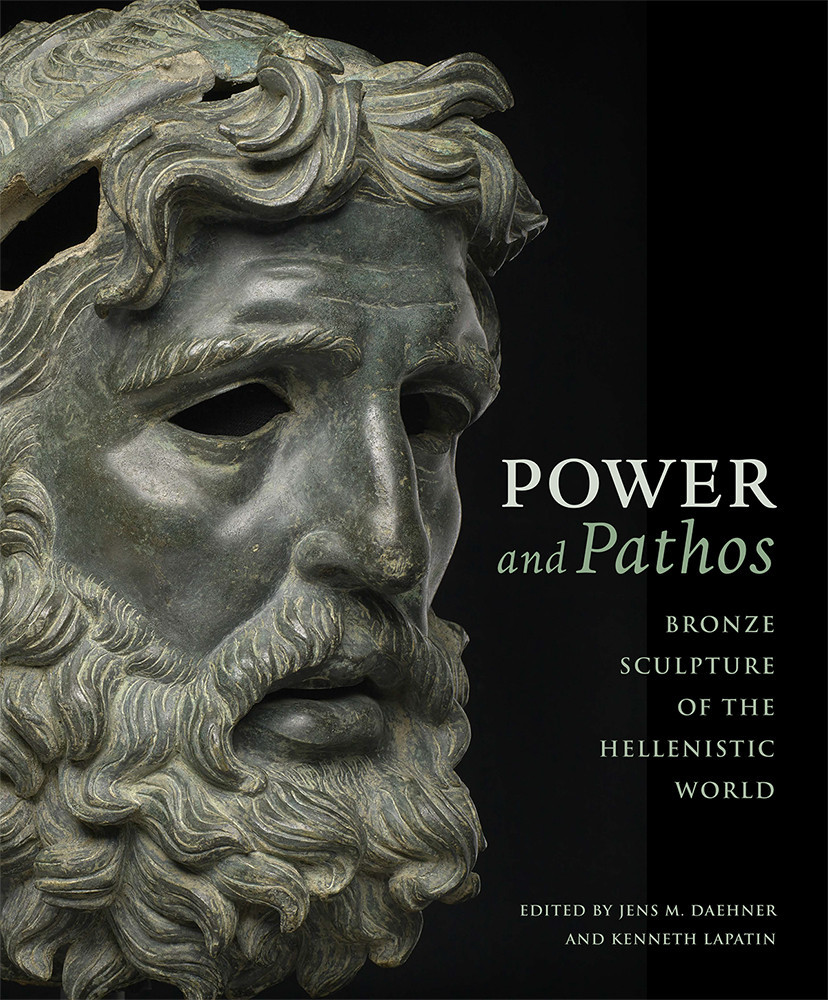 POWER
and Pathos
BRONZE
SCULPTURE
OF THE
HELLENISTIC
WORLD
EDITED BY JENS M. DAEHNER
AND KENNETH LAPATIN